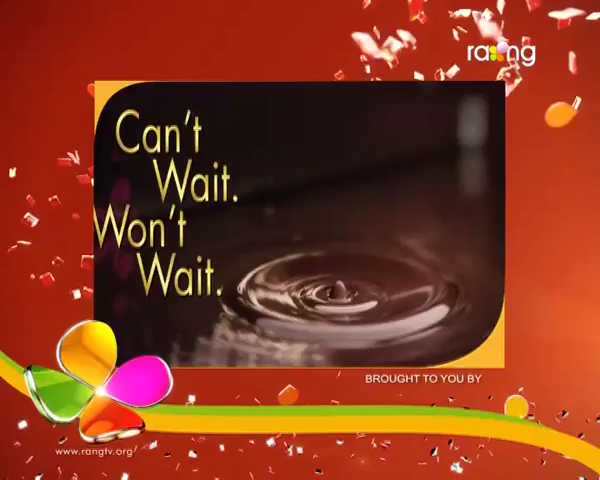 rang
Can't
Wait.
Won't
Wait.
BROUGHT TO YOU BY
www.rangtv.org